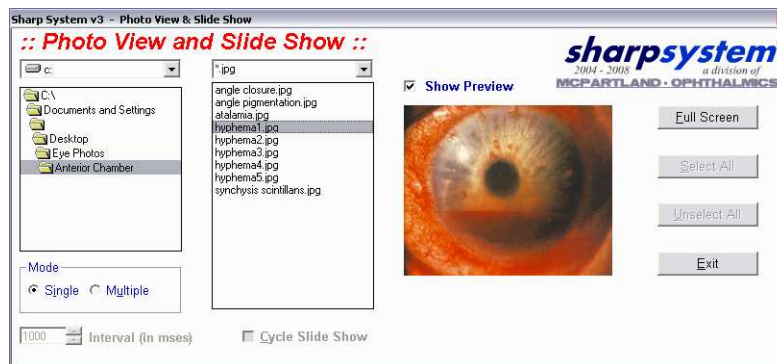 Sharp System v3 - Photo View & Slide Show
:: Photo View and Slide Show ::
c:
*.jpg
sharpsystem
2004 - 2008 a division of
MCPARTLAND · OPHTHALMICS
Show Preview
C:\
Documents and Settings
Desktop
Eye Photos
Anterior Chamber
angle closure.jpg
angle pigmentation.jpg
atalamia.jpg
hyphema1.jpg
hyphema2.jpg
hyphema3.jpg
hyphema4.jpg
hyphema5.jpg
synchysis scintillans.jpg
Full Screen
Select All
Unselect All
Exit
Mode
Single Multiple
1000 Interval (in mses)
Cycle Slide Show